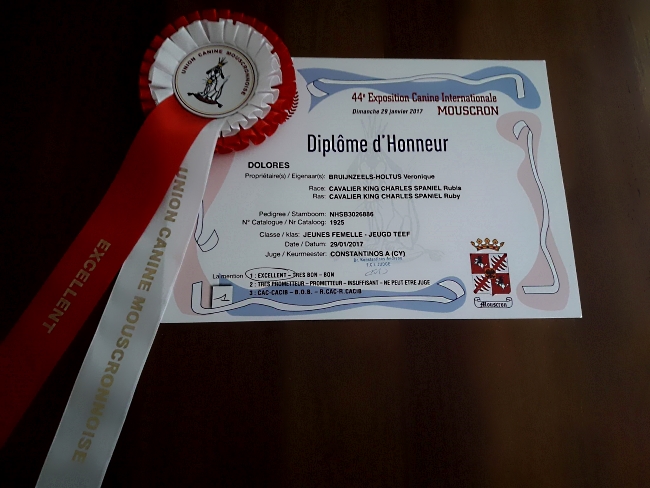 UNION CANINE MOUSCRONNOISE
EXCELLENT
UNION CANINE MOUSCRONNOISE
44e Exposition Canine Internationale
Dimanche 29 janvier 2017 MOUSCRON
Diplôme d'Honneur
DOLORES
Propriétaire(s) / Eigenaar(s): BRUIJNZEELS-HOLTUS Veronique
Race: CAVALIER KING CHARLES SPANIEL Rubis
Ras: CAVALIER KING CHARLES SPANIEL Ruby
Pedigree / Stamboom: NHSB3026886
N° Catalogue / Nr Cataloog: 1925
Classe / klas: JEUNES FEMELLE - JEUGD TEEF
Date / Datum: 29/01/2017
Juge / Keurmeester: CONSTANTINOS A (CY)
FCI JUDGE
La mention 1 : EXCELLENT - TRES BON - BON
2 : TRES PROMETTEUR - PROMETTEUR - INSUFFISANT - NE PEUT ETRE JUGE
3 : CAC-CACIB - B.O.B. - R.CAC-R.CACIB
1
Mouscron